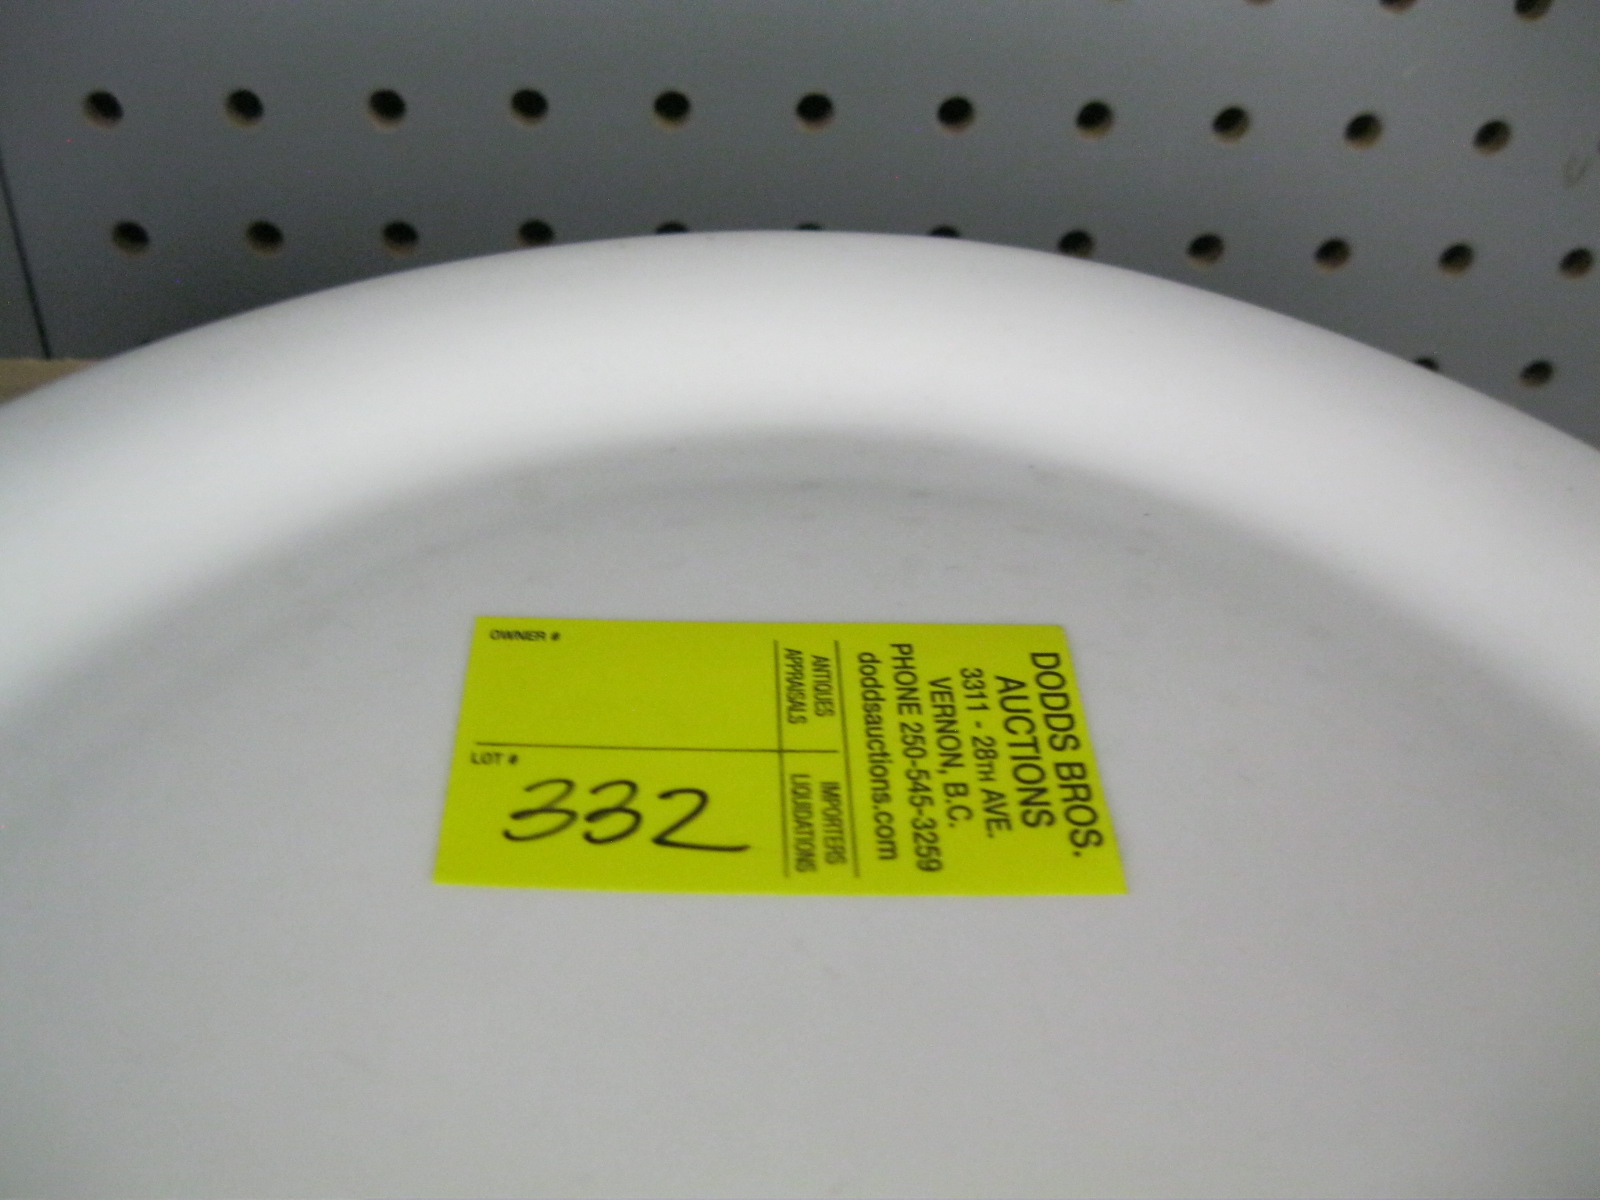 DODDS BROS.
AUCTIONS
3311 - 28TH AVE.
VERNON, B.C.
PHONE 250-545-3259
doddsauctions.com
ANTIQUES
APPRAISALS
IMPORTERS
LIQUIDATIONS
OWNER #
LOT #
332